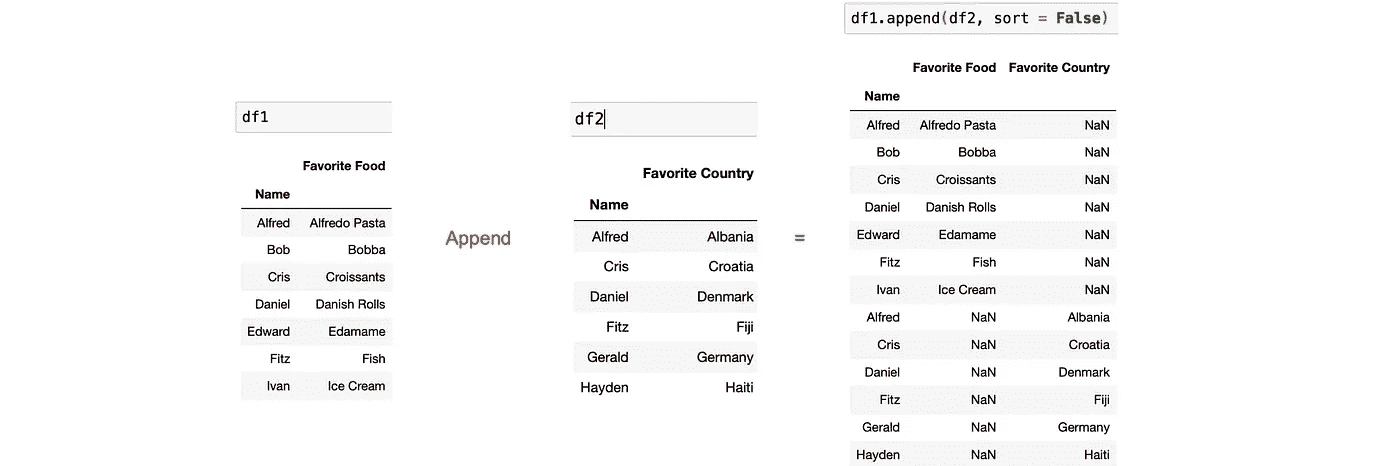 df1
Favorite Food
Name
Alfred Alfredo Pasta
Bob Bobba
Cris Croissants
Daniel Danish Rolls
Edward Edamame
Fitz Fish
Ivan Ice Cream
Append
df2
Favorite Country
Name
Alfred Albania
Cris Croatia
Daniel Denmark
Fitz Fiji
Gerald Germany
Hayden Haiti
=
df1.append(df2, sort = False)
Favorite Food Favorite Country
Name
Alfred Alfredo Pasta NaN
Bob Bobba NaN
Cris Croissants NaN
Daniel Danish Rolls NaN
Edward Edamame NaN
Fitz Fish NaN
Ivan Ice Cream NaN
Alfred NaN Albania
Cris NaN Croatia
Daniel NaN Denmark
Fitz NaN Fiji
Gerald NaN Germany
Hayden NaN Haiti